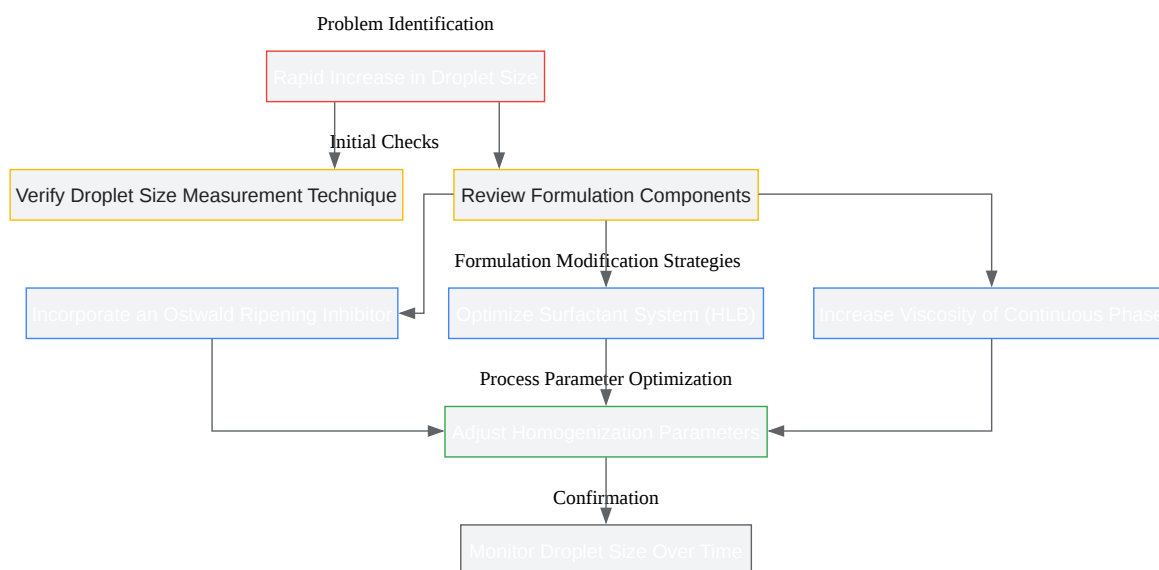 Problem Identification
Rapid Increase in Droplet Size
Initial Checks
Verify Droplet Size Measurement Technique
Review Formulation Components
Formulation Modification Strategies
Incorporate an Ostwald Ripening Inhibitor
Optimize Surfactant System (HLB)
Increase Viscosity of Continuous Phase
Process Parameter Optimization
Adjust Homogenization Parameters
Confirmation
Monitor Droplet Size Over Time